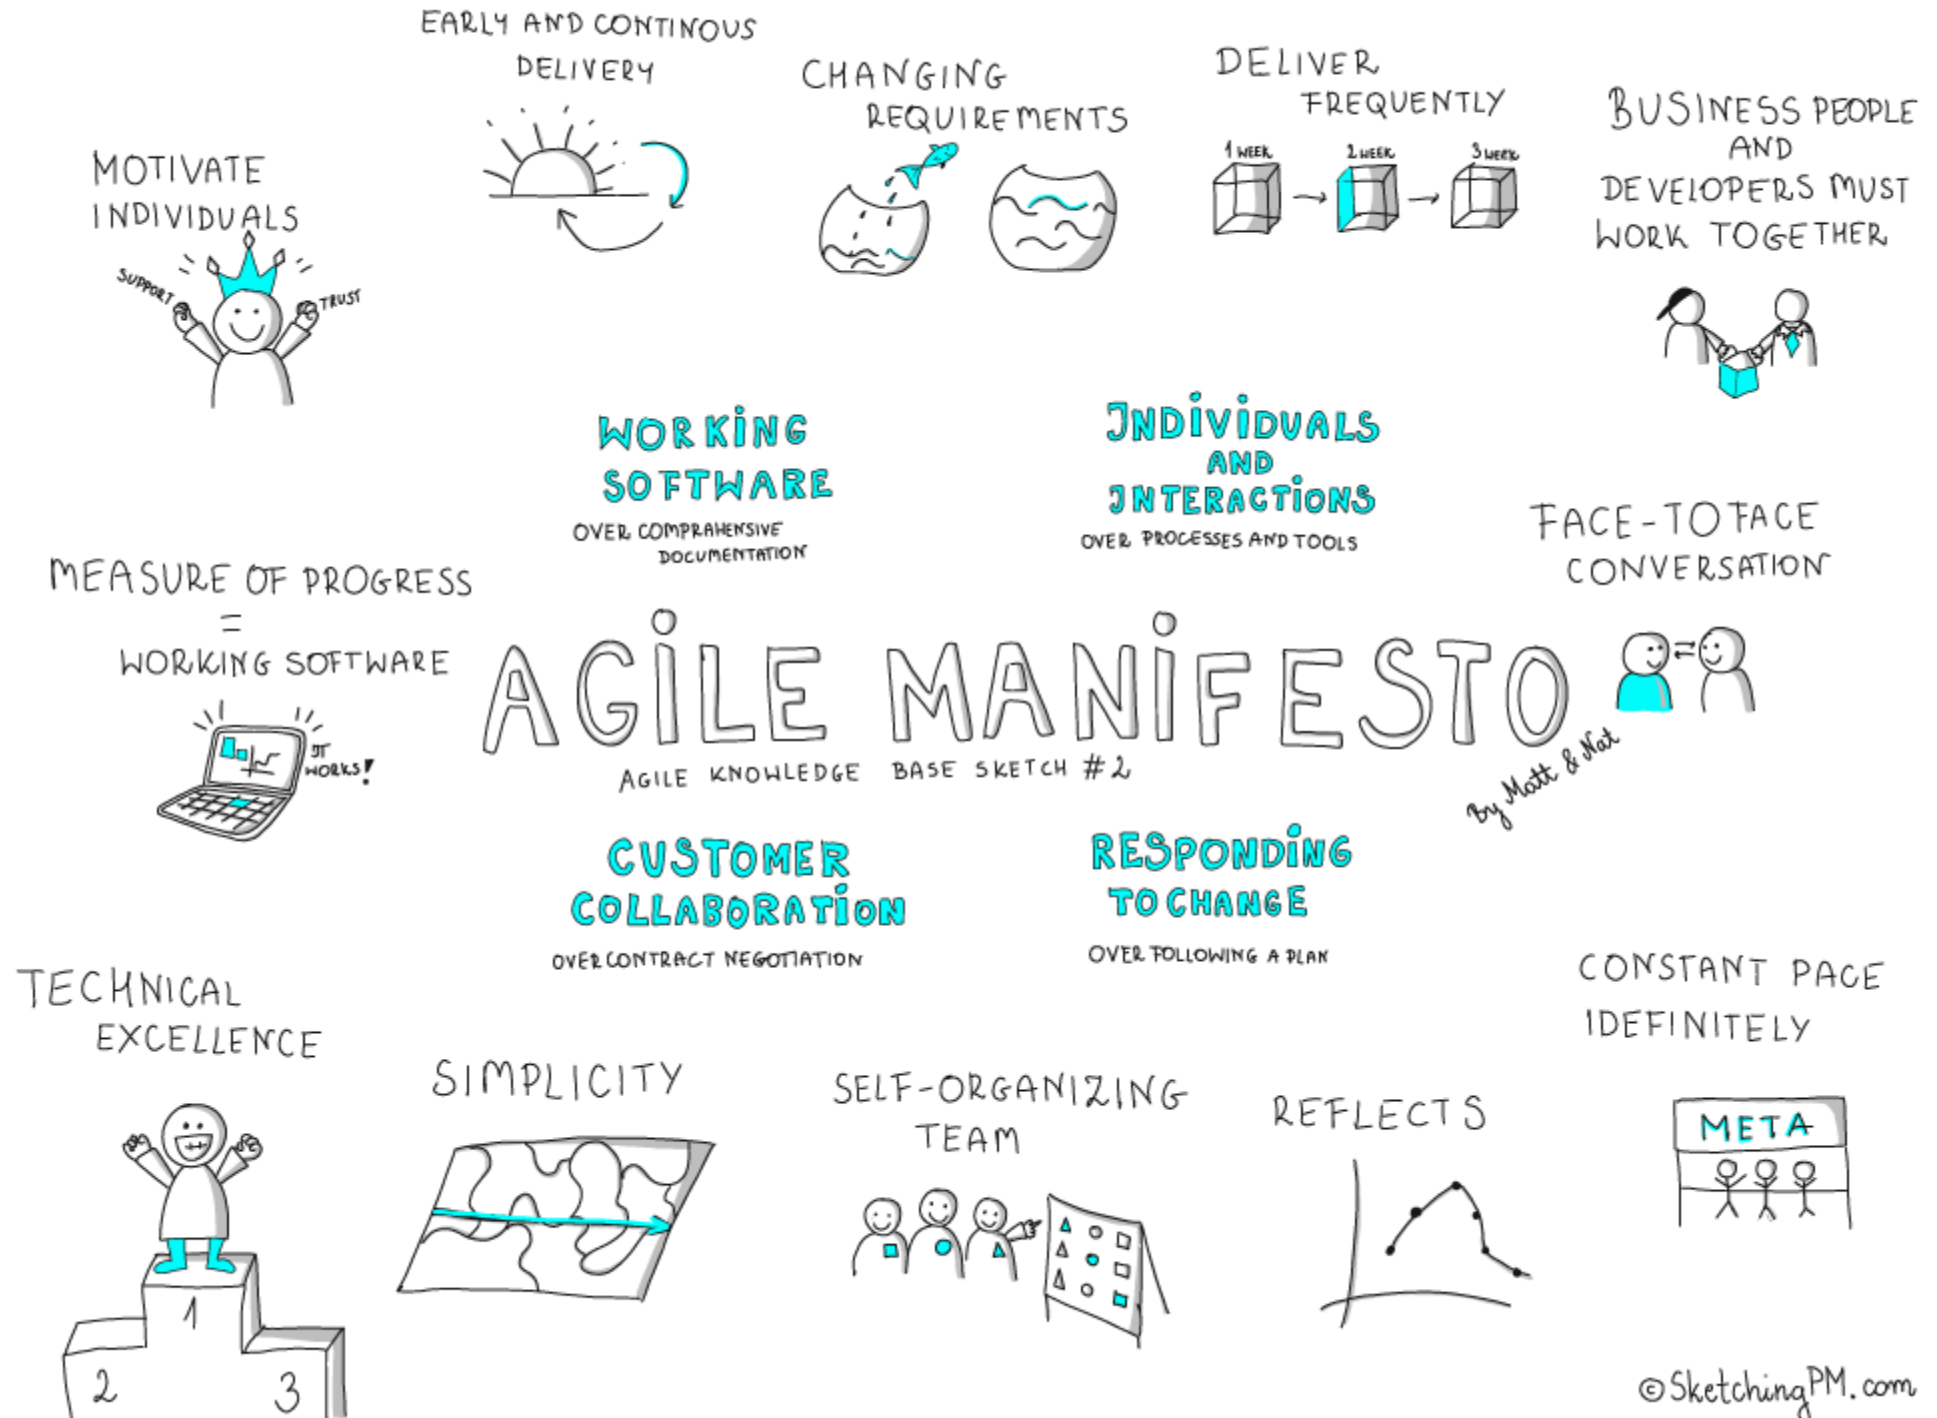 EARLY AND CONTINOUS
DELIVERY
CHANGING
REQUIREMENTS
DELIVER
FREQUENTLY
1 WEEK
2 WEEK
3 WEEK
BUSINESS PEOPLE
AND
DEVELOPERS MUST
WORK TOGETHER
MOTIVATE
INDIVIDUALS
SUPPORT
TRUST
WORKING
SOFTWARE
OVER COMPRAHENSIVE
DOCUMENTATION
INDIVIDUALS
AND
INTERACTIONS
OVER PROCESSES AND TOOLS
FACE-TO FACE
CONVERSATION
MEASURE OF PROGRESS
=
WORKING SOFTWARE
IT
WORKS!
AGILE MANIFESTO
AGILE KNOWLEDGE BASE SKETCH #2
By Matt & Nat
CUSTOMER
COLLABORATION
OVER CONTRACT NEGOTIATION
RESPONDING
TO CHANGE
OVER FOLLOWING A PLAN
TECHNICAL
EXCELLENCE
1
2
3
SIMPLICITY
SELF-ORGANIZING
TEAM
REFLECTS
CONSTANT PACE
IDEFINITELY
META
©SketchingPM.com